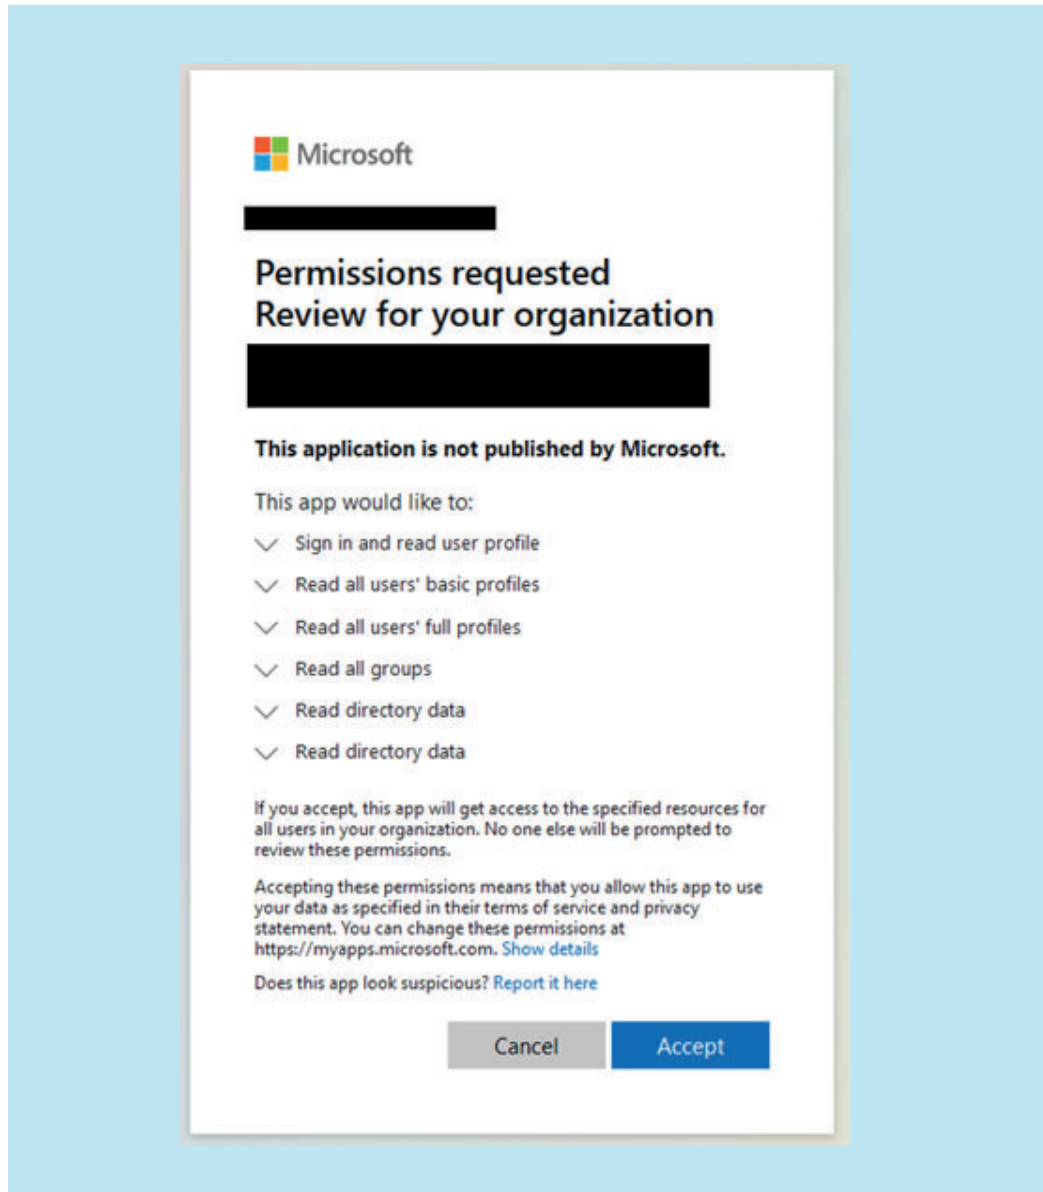 Microsoft
Permissions requested
Review for your organization
This application is not published by Microsoft.
This app would like to:
Sign in and read user profile
Read all users' basic profiles
Read all users' full profiles
Read all groups
Read directory data
Read directory data
If you accept, this app will get access to the specified resources for
all users in your organization. No one else will be prompted to
review these permissions.
Accepting these permissions means that you allow this app to use
your data as specified in their terms of service and privacy
statement. You can change these permissions at
https://myapps.microsoft.com. Show details
Does this app look suspicious? Report it here
Cancel Accept